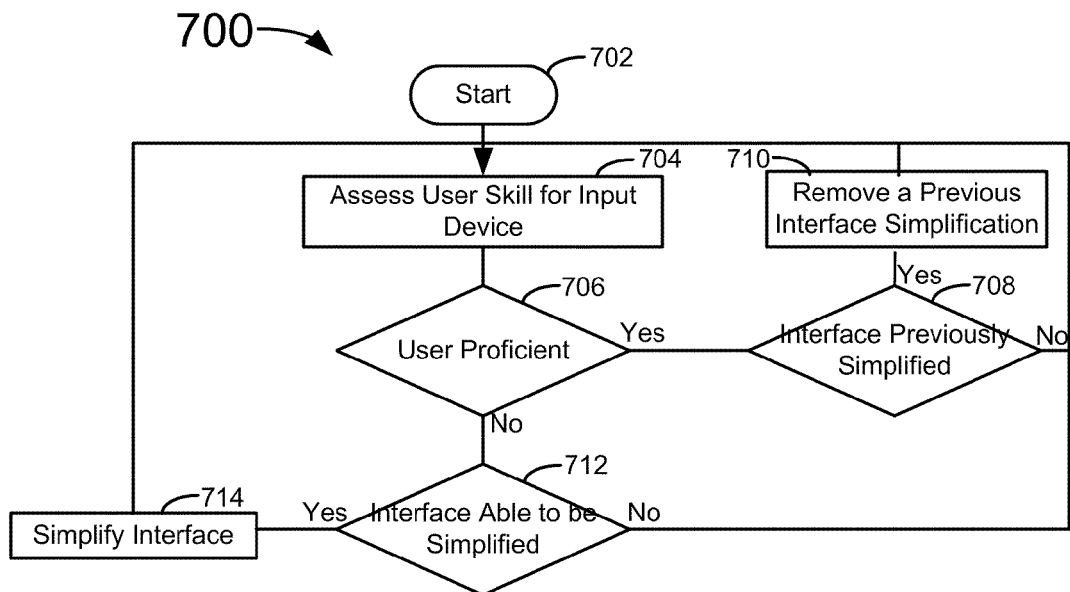 700
702
Start
704
Assess User Skill for Input
Device
710
Remove a Previous
Interface Simplification
706
User Proficient
Yes
No
Yes
708
Interface Previously
Simplified
No
712
Interface Able to be
Simplified
Yes
No
714
Simplify Interface